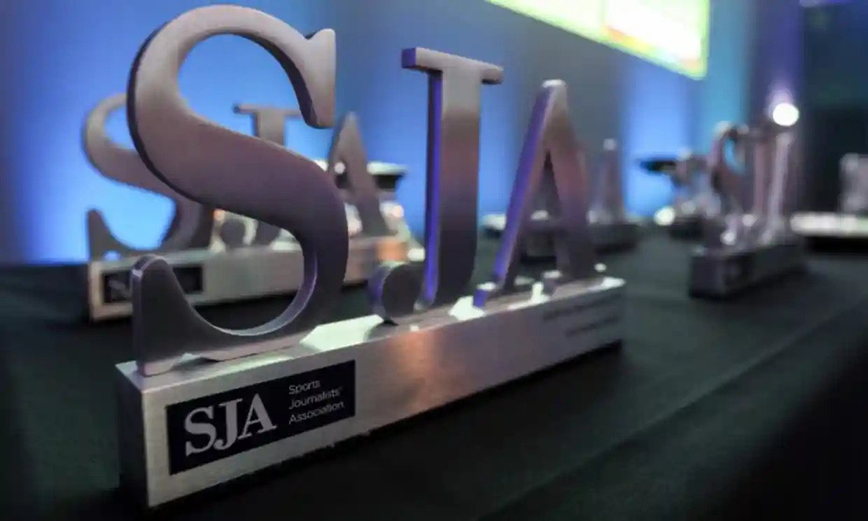 SJA
SJA
Sports
Journalists'
Association